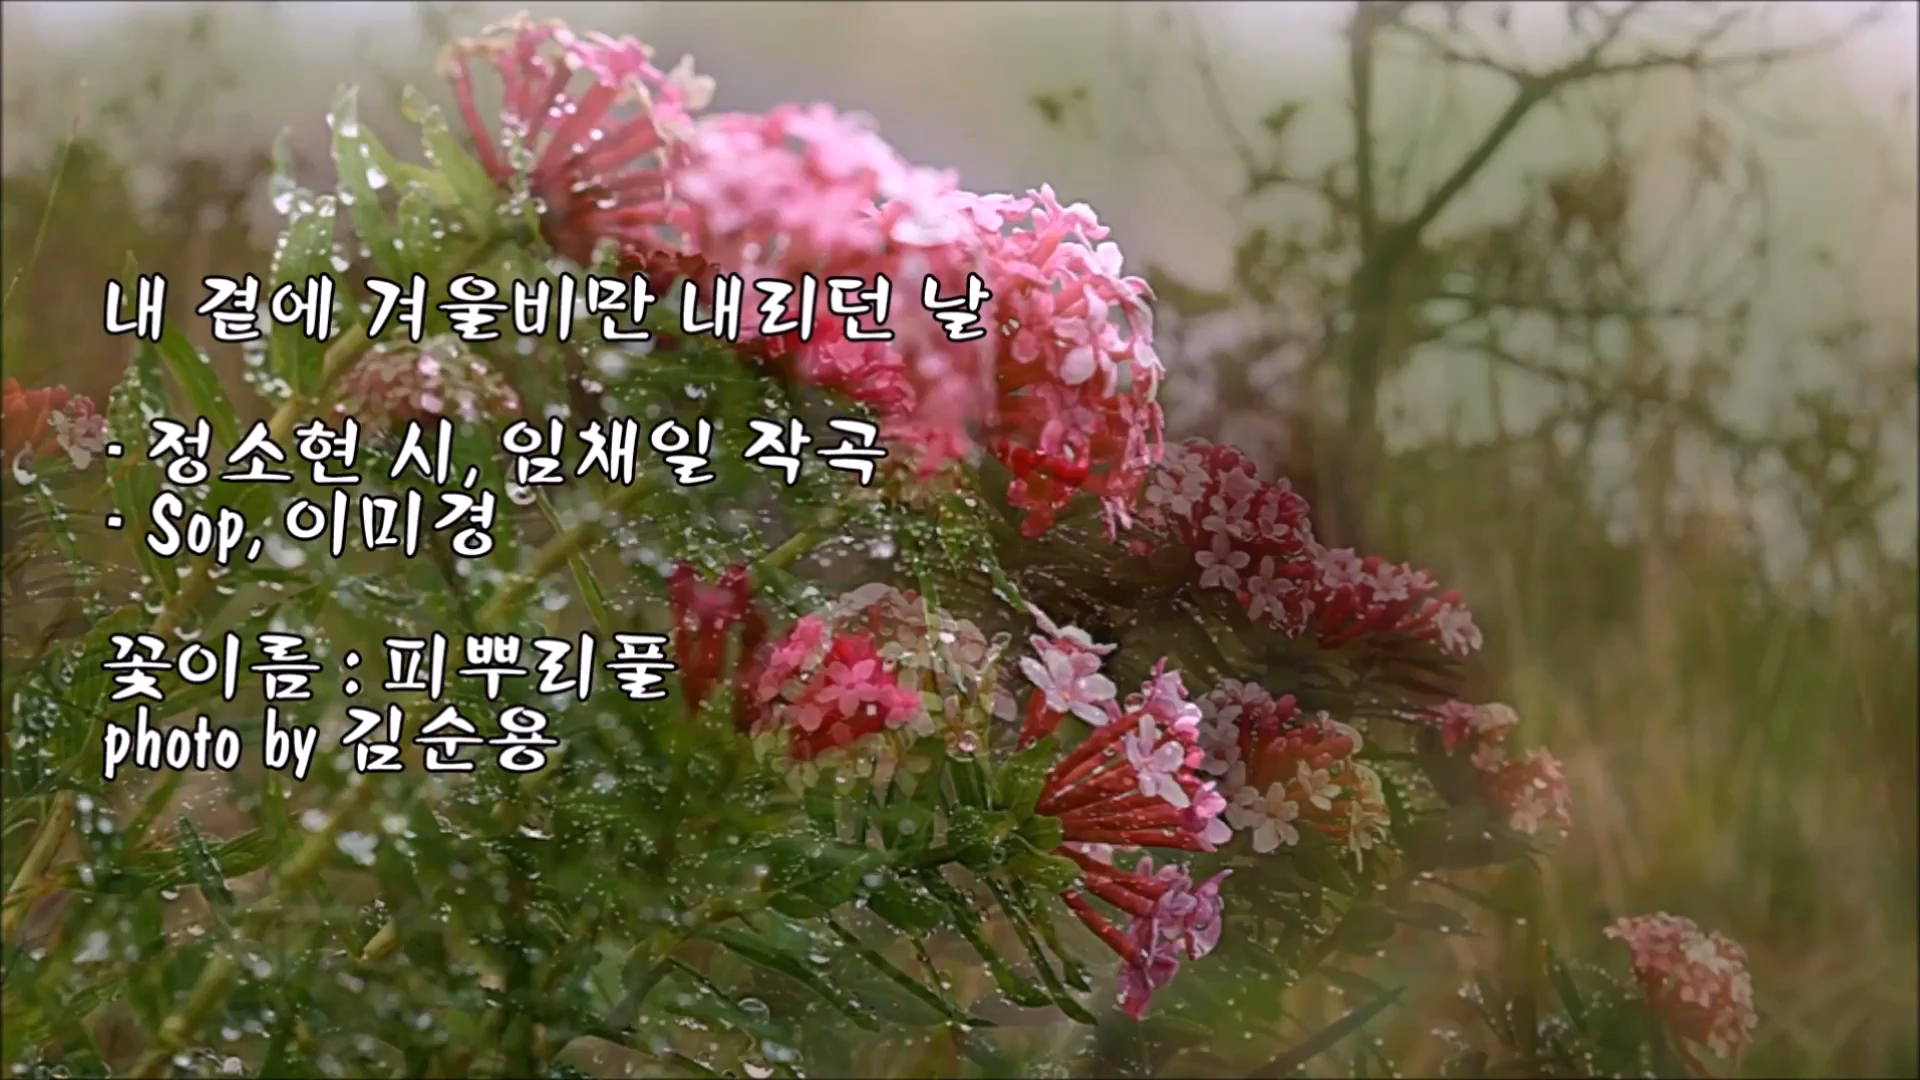 내 곁에 겨울비만 내리던 날
- 정소현 시, 임채일 작곡
- Sop, 이미경
꽃이름 : 피뿌리풀
photo by 김순용